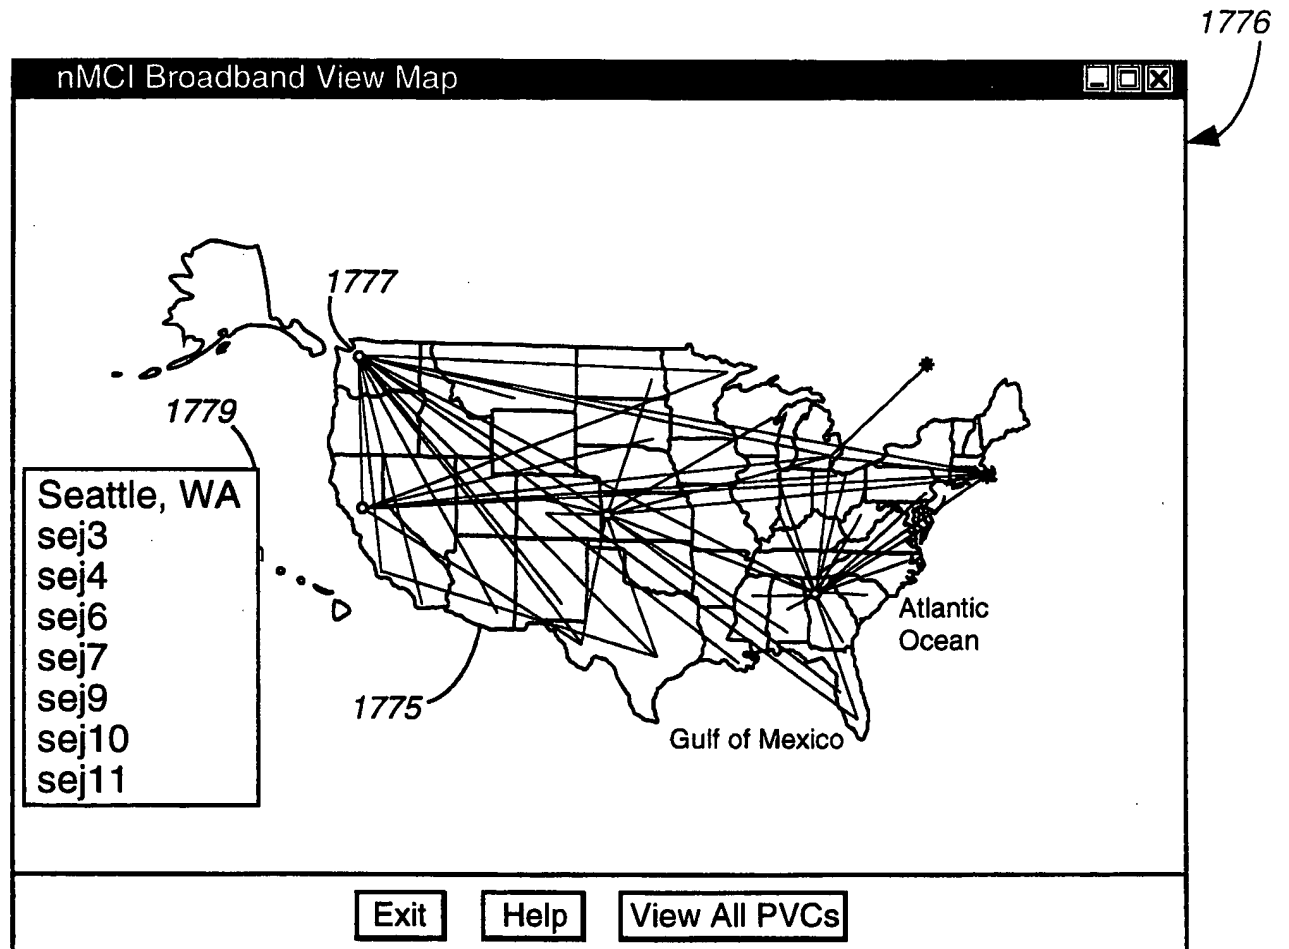 1776
nMCI Broadband View Map
1777
1779
Seattle, WA
sej3
sej4
sej6
sej7
sej9
sej10
sej11
Atlantic
Ocean
1775
Gulf of Mexico
Exit
Help
View All PVCs